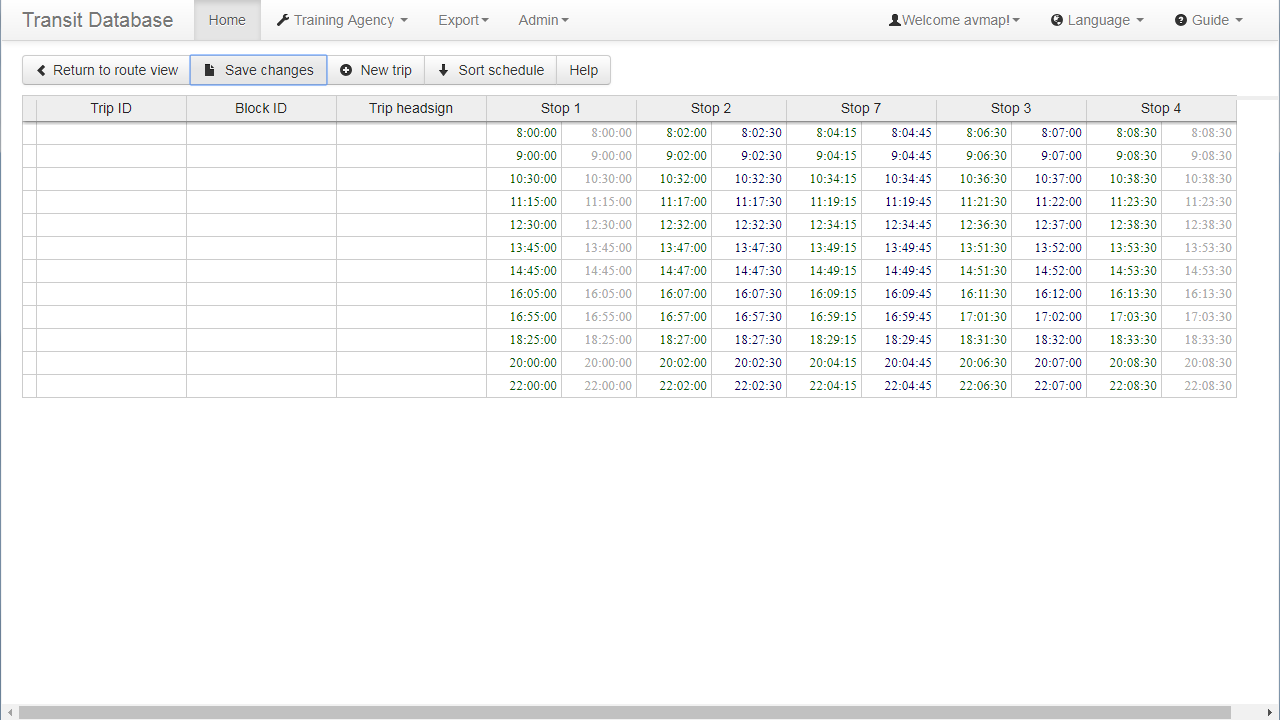 Transit Database Home Training Agency Export Admin Welcome avmap! Language Guide
Return to route view Save changes New trip Sort schedule Help
Trip ID Block ID Trip headsign Stop 1 Stop 2 Stop 7 Stop 3 Stop 4
8:00:00 8:00:00 8:02:00 8:02:30 8:04:15 8:04:45 8:06:30 8:07:00 8:08:30 8:08:30
9:00:00 9:00:00 9:02:00 9:02:30 9:04:15 9:04:45 9:06:30 9:07:00 9:08:30 9:08:30
10:30:00 10:30:00 10:32:00 10:32:30 10:34:15 10:34:45 10:36:30 10:37:00 10:38:30 10:38:30
11:15:00 11:15:00 11:17:00 11:17:30 11:19:15 11:19:45 11:21:30 11:22:00 11:23:30 11:23:30
12:30:00 12:30:00 12:32:00 12:32:30 12:34:15 12:34:45 12:36:30 12:37:00 12:38:30 12:38:30
13:45:00 13:45:00 13:47:00 13:47:30 13:49:15 13:49:45 13:51:30 13:52:00 13:53:30 13:53:30
14:45:00 14:45:00 14:47:00 14:47:30 14:49:15 14:49:45 14:51:30 14:52:00 14:53:30 14:53:30
16:05:00 16:05:00 16:07:00 16:07:30 16:09:15 16:09:45 16:11:30 16:12:00 16:13:30 16:13:30
16:55:00 16:55:00 16:57:00 16:57:30 16:59:15 16:59:45 17:01:30 17:02:00 17:03:30 17:03:30
18:25:00 18:25:00 18:27:00 18:27:30 18:29:15 18:29:45 18:31:30 18:32:00 18:33:30 18:33:30
20:00:00 20:00:00 20:02:00 20:02:30 20:04:15 20:04:45 20:06:30 20:07:00 20:08:30 20:08:30
22:00:00 22:00:00 22:02:00 22:02:30 22:04:15 22:04:45 22:06:30 22:07:00 22:08:30 22:08:30